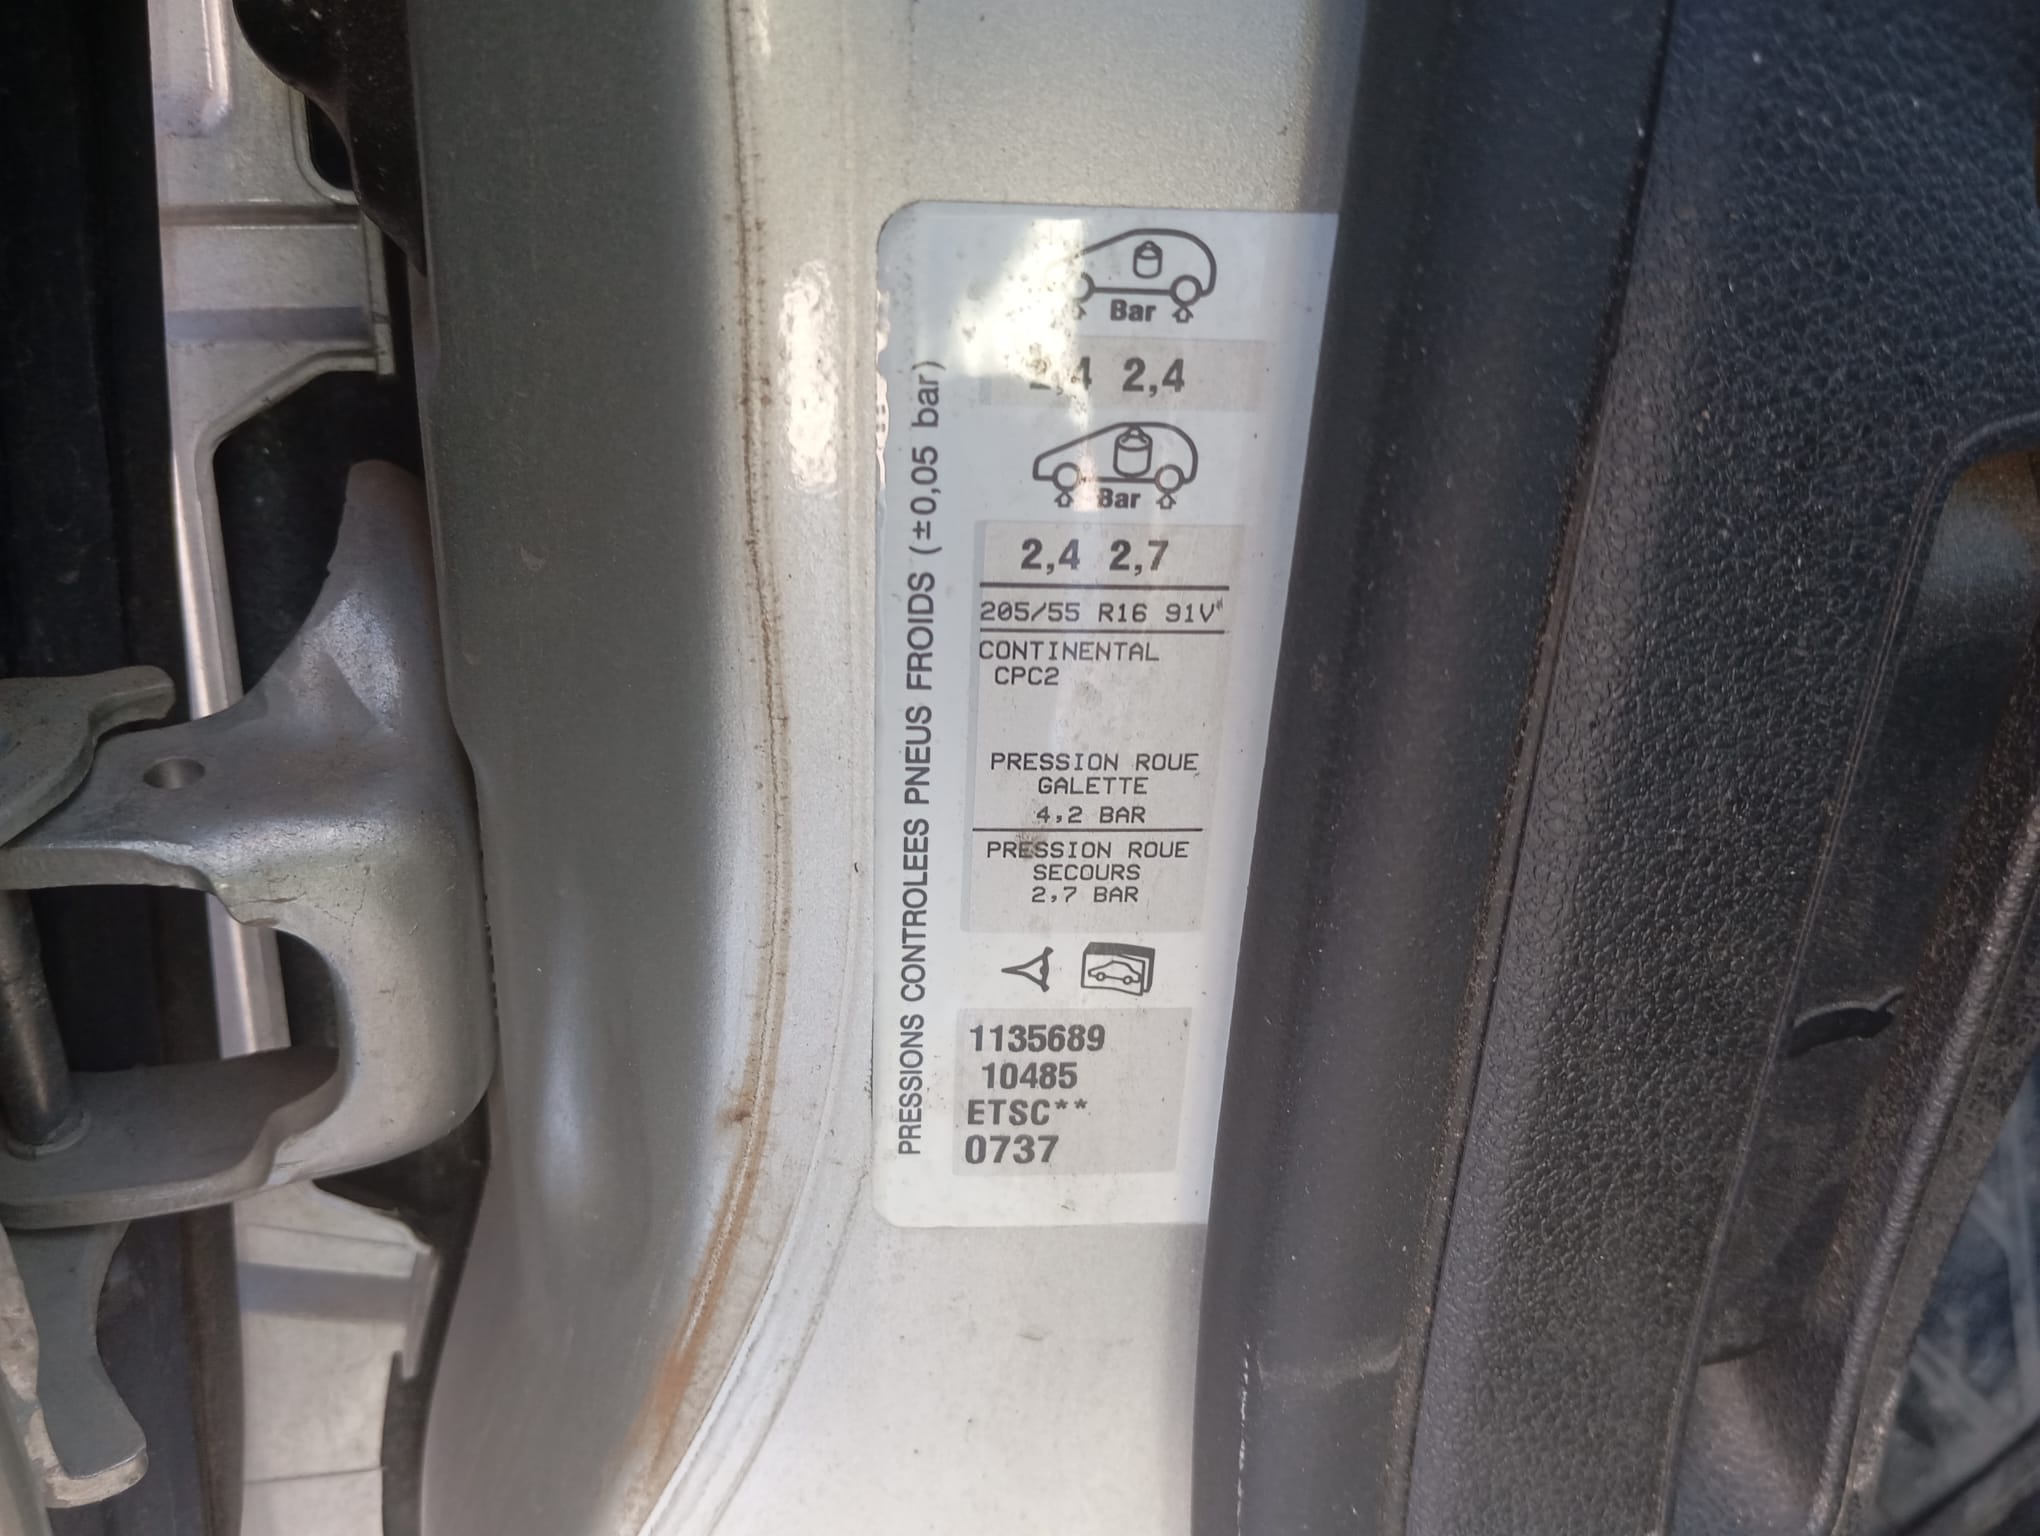 Bar
2,4 2,4
Bar
2,4 2,7
205/55 R16 91V
CONTINENTAL
CPC2
PRESSION ROUE
GALETTE
4,2 BAR
PRESSION ROUE
SECOURS
2,7 BAR
1135689
10485
ETSC**
0737
PRESSIONS CONTROLEES PNEUS FROIDS (±0,05 bar)